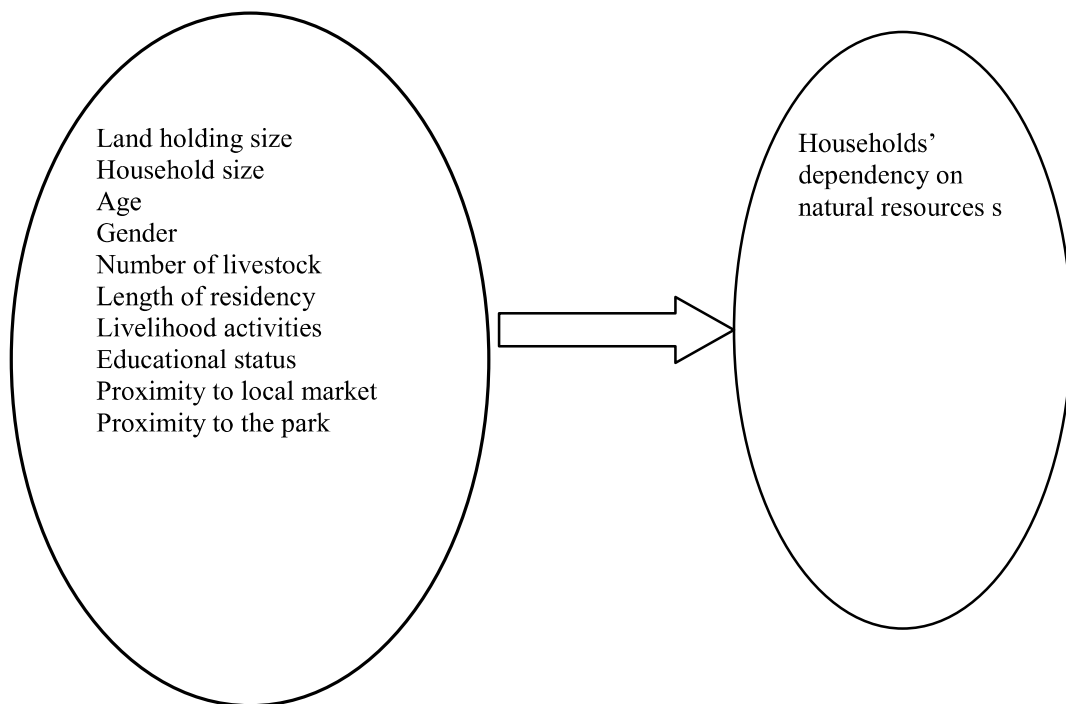 Land holding size
Household size
Age
Gender
Number of livestock
Length of residency
Livelihood activities
Educational status
Proximity to local market
Proximity to the park
Households’
dependency on
natural resources s